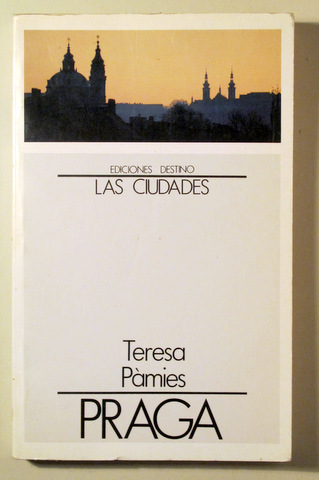 EDICIONES DESTINO
LAS CIUDADES
Teresa
Pàmies
PRAGA